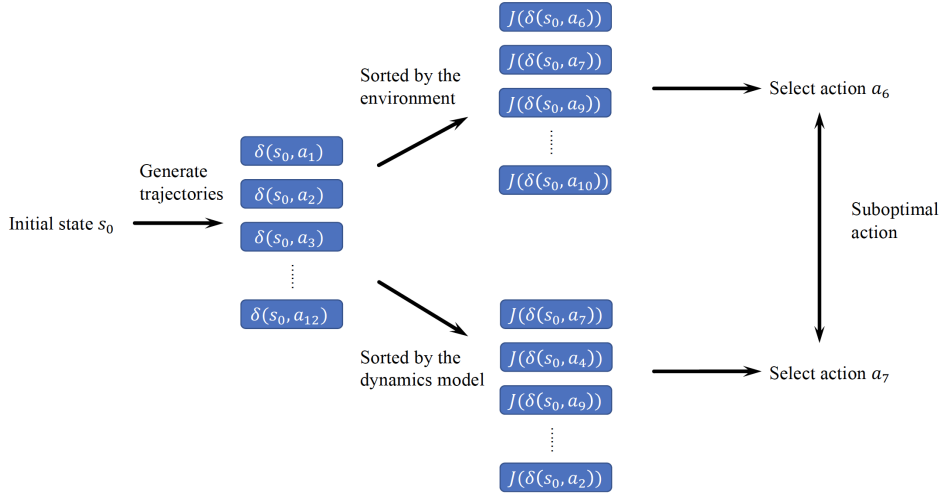 Initial state s₀
Generate
trajectories
δ(s₀, a₁)
δ(s₀, a₂)
δ(s₀, a₃)
δ(s₀, a₁₂)
Sorted by the
environment
J(δ(s₀, a₆))
J(δ(s₀, a₇))
J(δ(s₀, a₉))
J(δ(s₀, a₁₀))
Select action a₆
Suboptimal
action
Sorted by the
dynamics model
J(δ(s₀, a₇))
J(δ(s₀, a₄))
J(δ(s₀, a₉))
J(δ(s₀, a₂))
Select action a₇